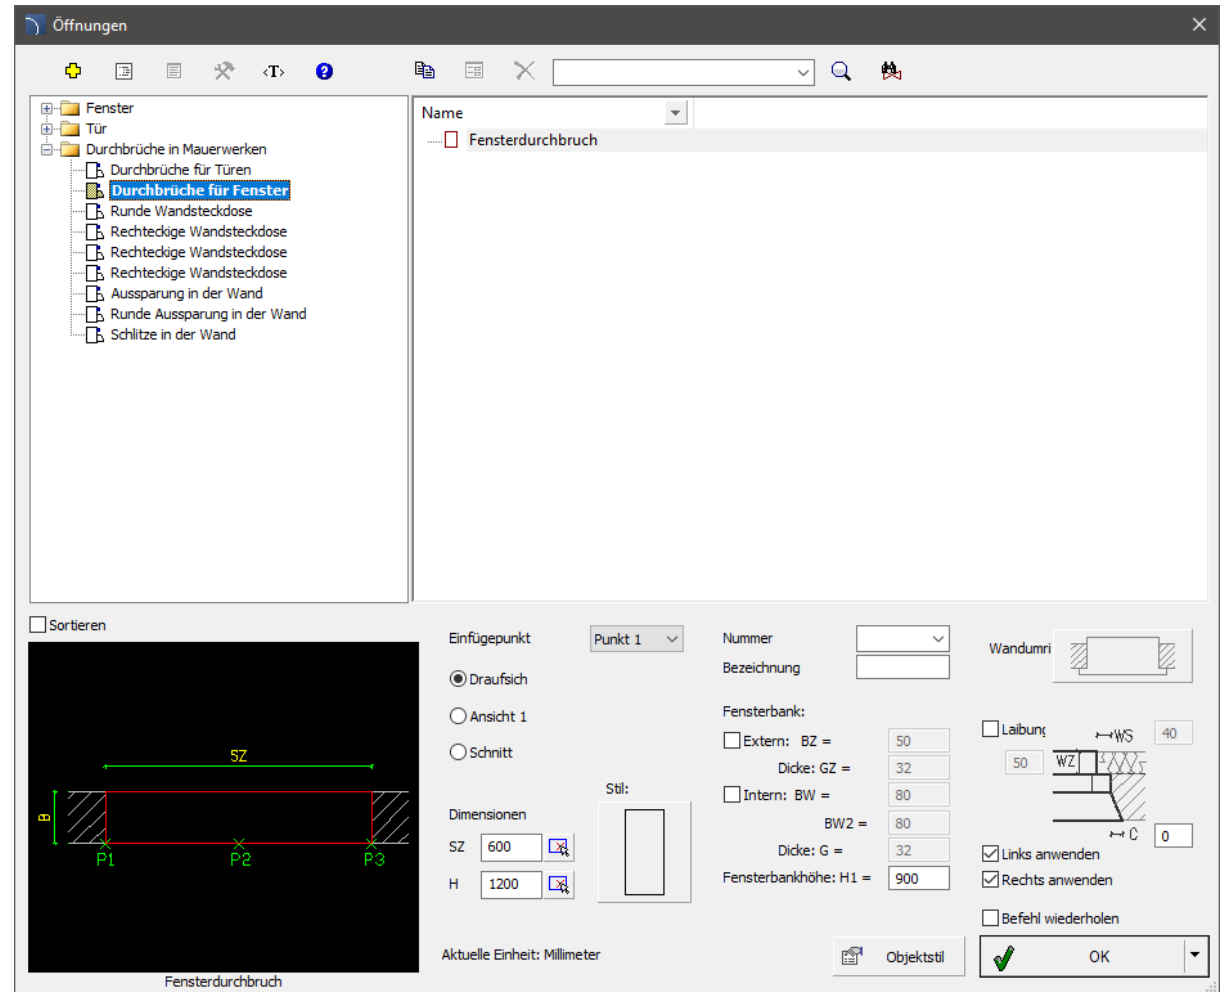 Öffnungen
<T>
Name
Fenster
Tür
Durchbrüche in Mauerwerken
Durchbrüche für Türen
Durchbrüche für Fenster
Runde Wandsteckdose
Rechteckige Wandsteckdose
Rechteckige Wandsteckdose
Rechteckige Wandsteckdose
Aussparung in der Wand
Runde Aussparung in der Wand
Schlitze in der Wand
Fensterdurchbruch
Sortieren
SZ
B
P1 P2 P3
Fensterdurchbruch
Einfügepunkt Punkt 1
Draufsich
Ansicht 1
Schnitt
Dimensionen
SZ 600
H 1200
Stil:
Aktuelle Einheit: Millimeter
Nummer
Bezeichnung
Fensterbank:
Extern: BZ = 50
Dicke: GZ = 32
Intern: BW = 80
BW2 = 80
Dicke: G = 32
Fensterbankhöhe: H1 = 900
Wandumri
Laibung
WS 40
50 WZ
C 0
Links anwenden
Rechts anwenden
Befehl wiederholen
Objektstil
OK